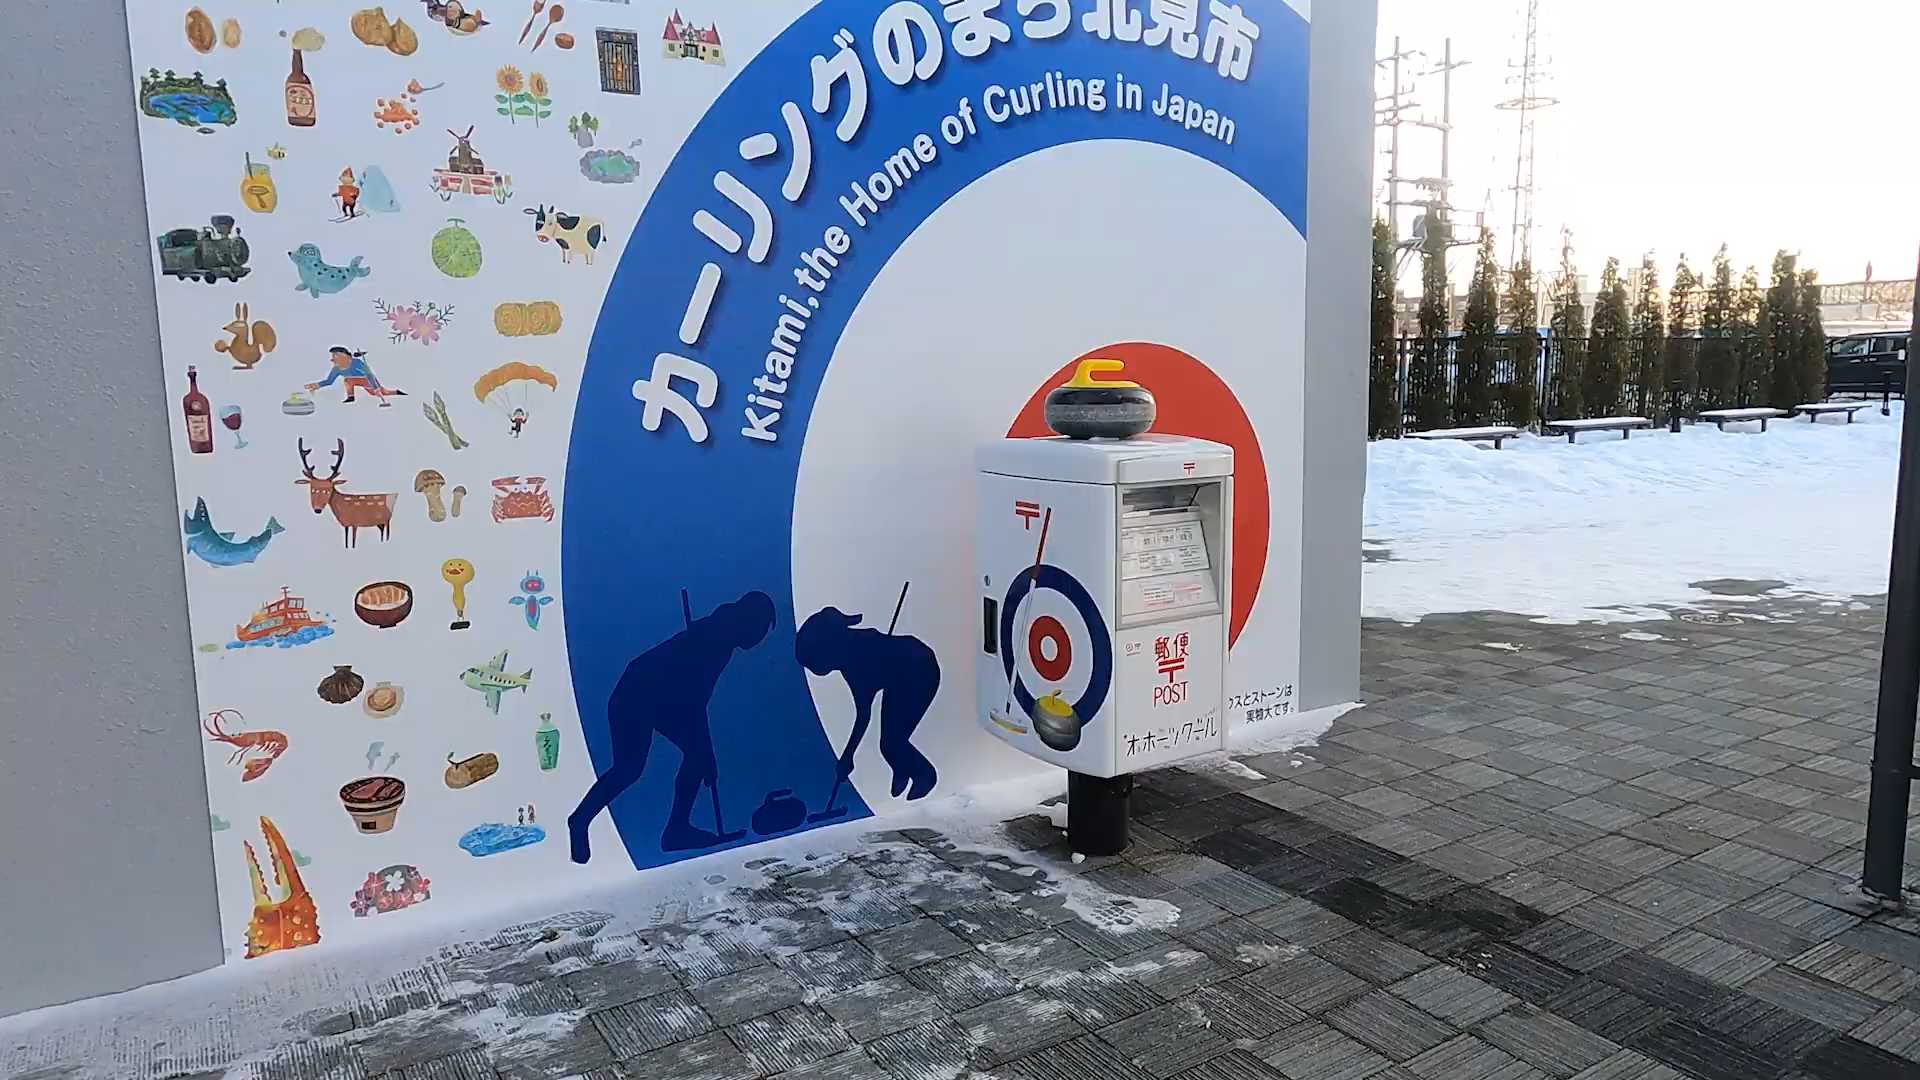 カーリングのまち北見市
Kitami, the Home of Curling in Japan
〒
〒
郵便
〒
POST
オホーツクール
ウスとストーンは
実物大です。